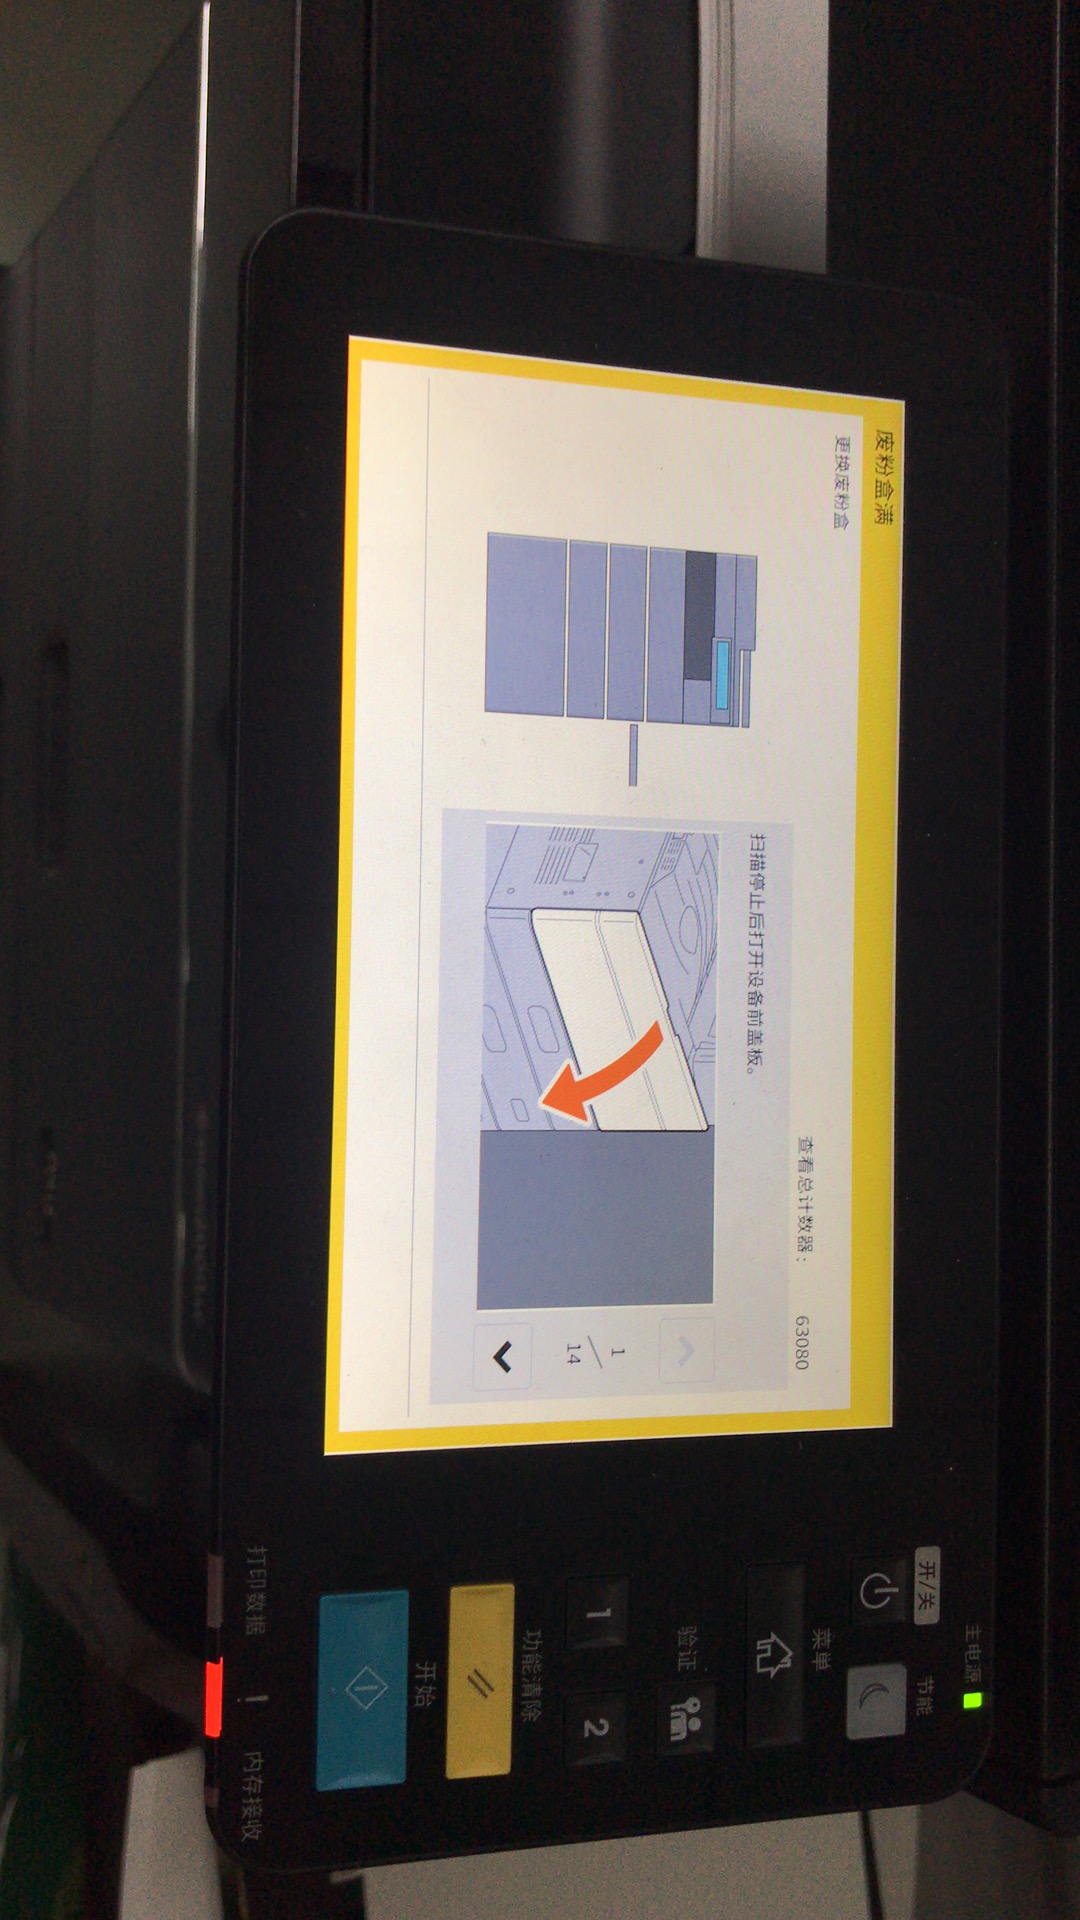 废粉盒满
更换废粉盒
查看总计数器：
63080
扫描停止后打开设备前盖板。
1
14
开/关
主电源
节能
菜单
验证
1
2
功能清除
开始
打印数据
!
内存接收